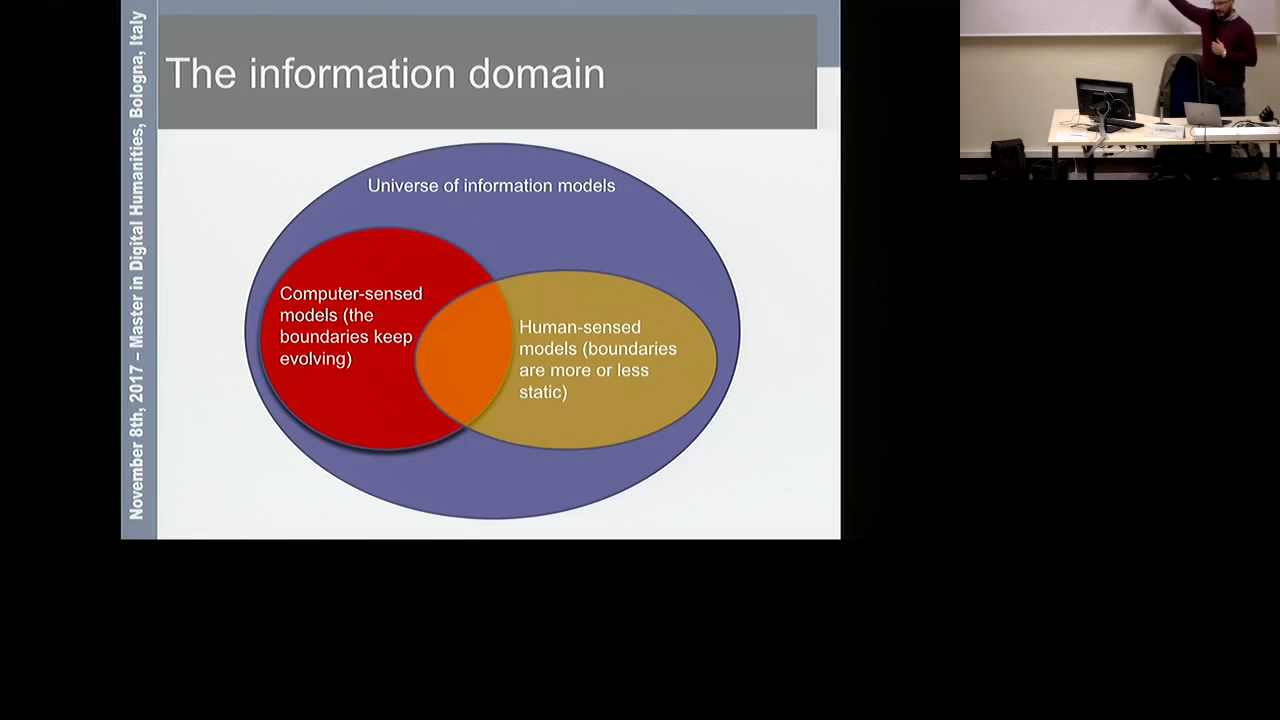 November 8th, 2017 – Master in Digital Humanities, Bologna, Italy
The information domain
Universe of information models
Computer-sensed
models (the
boundaries keep
evolving)
Human-sensed
models (boundaries
are more or less
static)